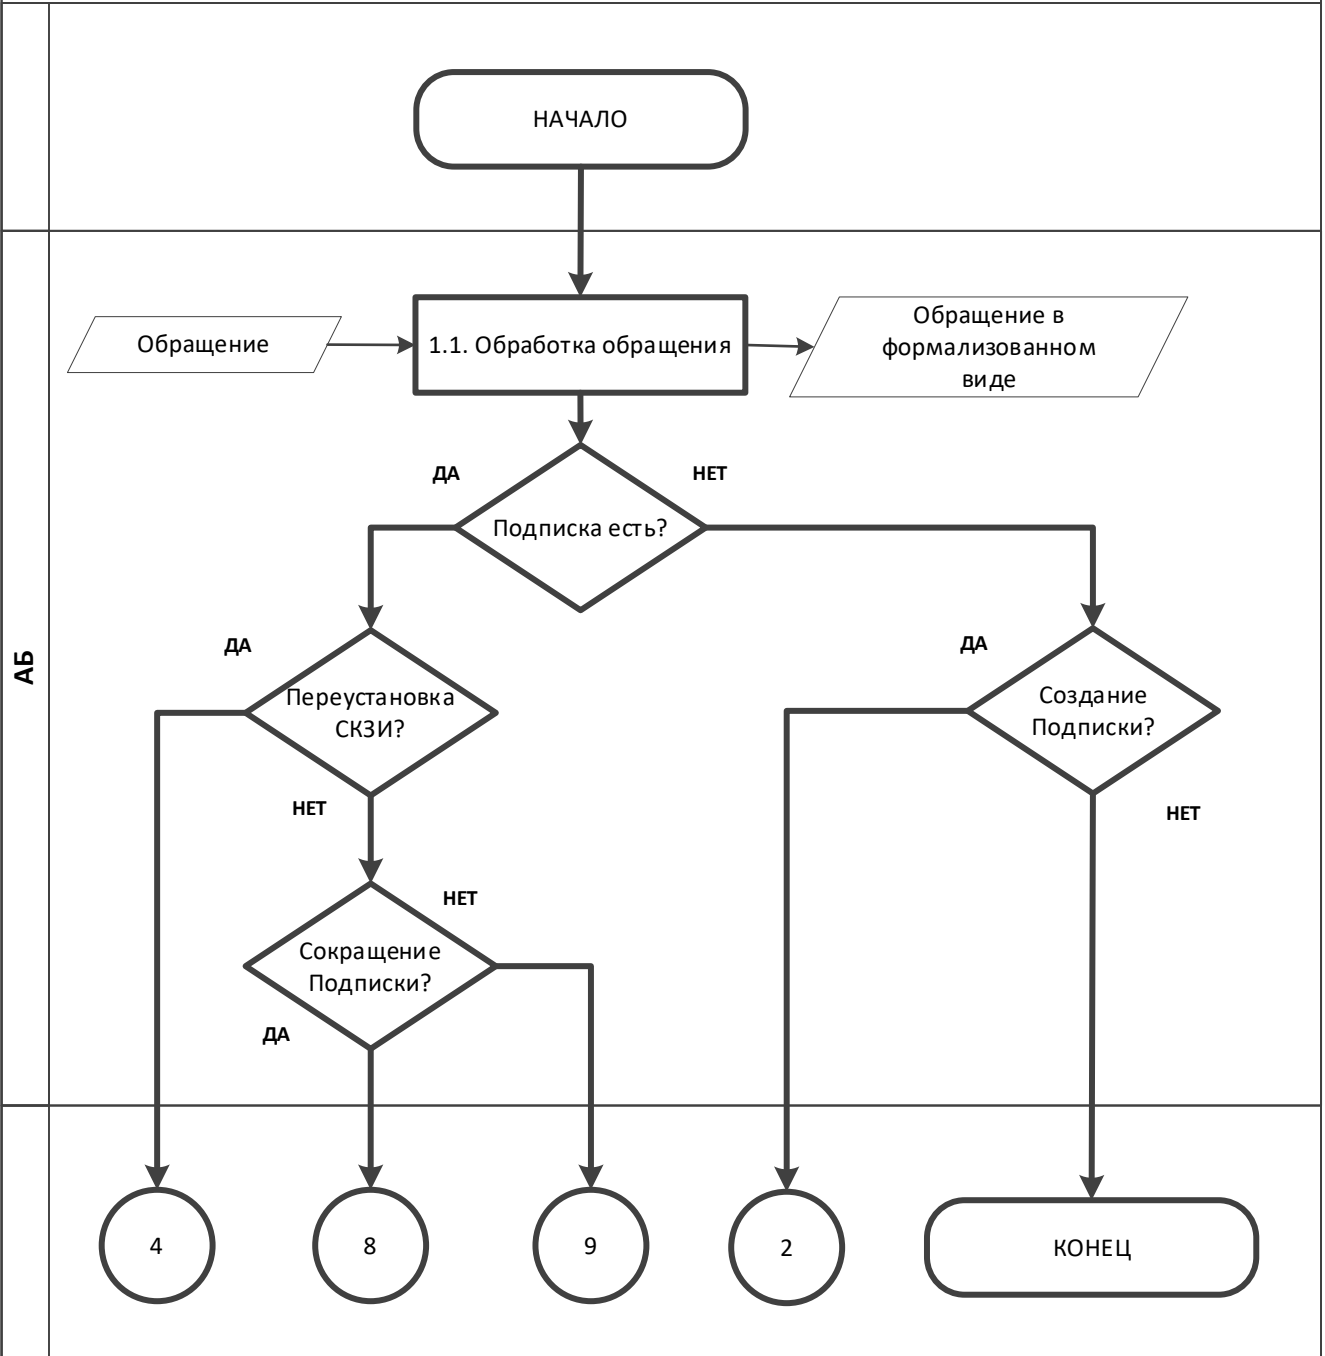 НАЧАЛО
Обращение
1.1. Обработка обращения
Обращение в
формализованном
виде
ДА
НЕТ
Подписка есть?
АБ
ДА
Переустановка
СКЗИ?
НЕТ
ДА
Создание
Подписки?
НЕТ
НЕТ
Сокращение
Подписки?
ДА
4
8
9
2
КОНЕЦ